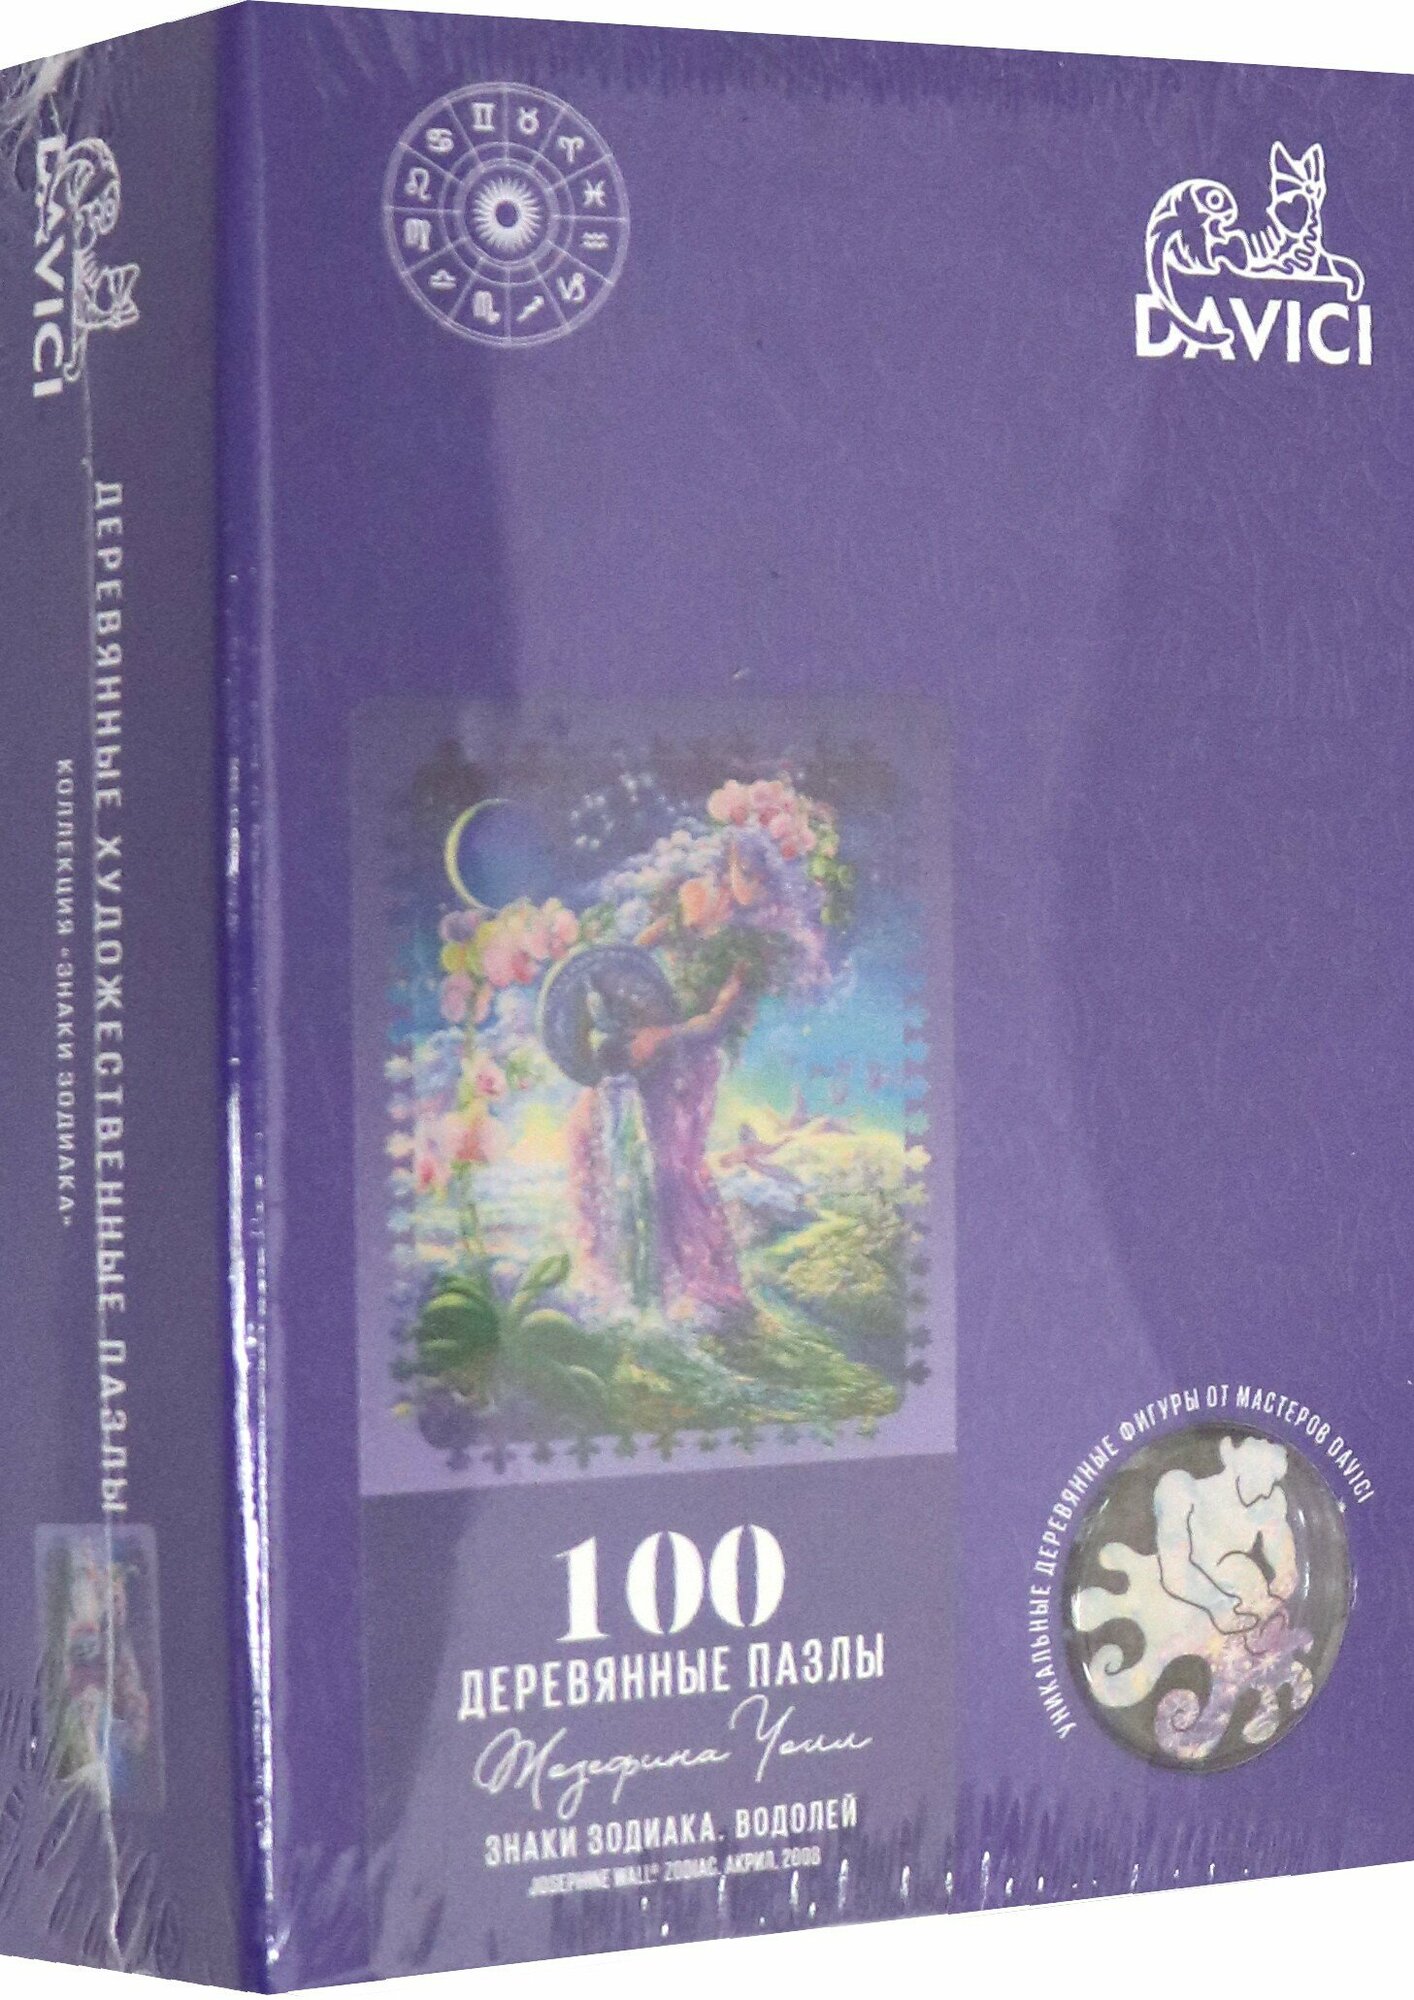 DAVICI
ДЕРЕВЯННЫЕ ХУДОЖЕСТВЕННЫЕ ПАЗЛЫ
КОЛЛЕКЦИЯ «ЗНАКИ ЗОДИАКА»
DAVICI
100
ДЕРЕВЯННЫЕ ПАЗЛЫ
Жозефина Уолл
ЗНАКИ ЗОДИАКА. ВОДОЛЕЙ
JOSEPHINE WALL® ZODIAC. АКРИЛ. 2008
УНИКАЛЬНЫЕ ДЕРЕВЯННЫЕ ФИГУРЫ ОТ МАСТЕРОВ DAVICI